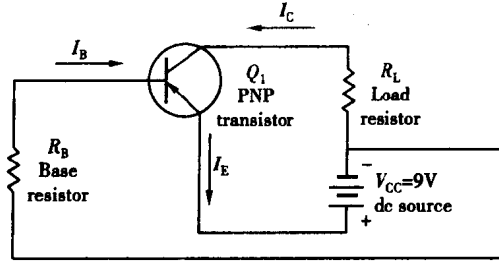 I_C
I_B
Q_1
PNP
transistor
R_L
Load
resistor
R_B
Base
resistor
I_E
−
V_CC=9V
dc source
+